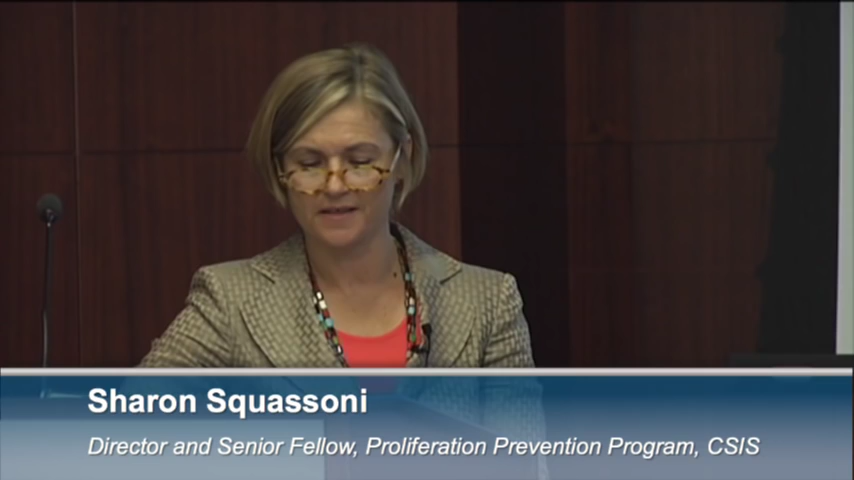 Sharon Squassoni
Director and Senior Fellow, Proliferation Prevention Program, CSIS